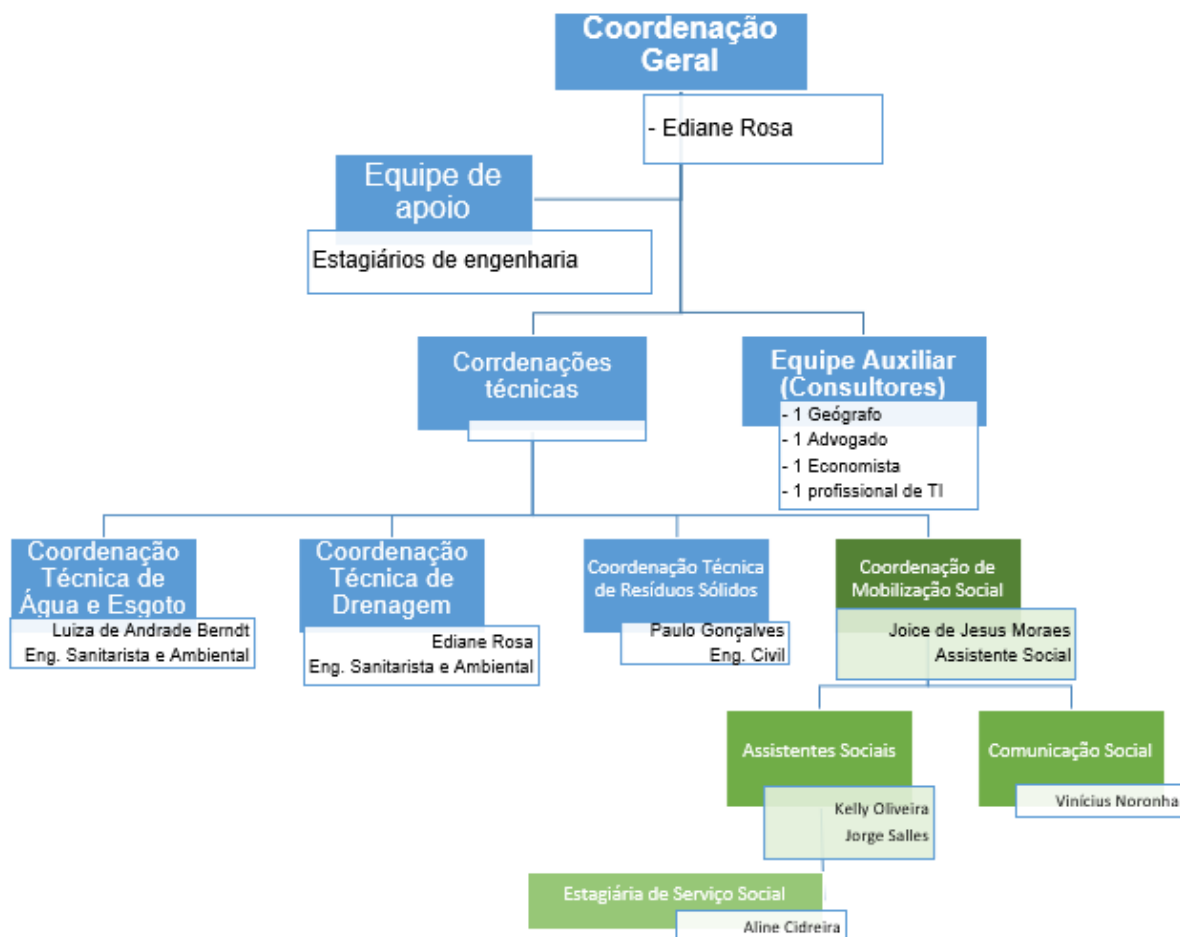 Coordenação
Geral
- Ediane Rosa
Equipe de
apoio
Estagiários de engenharia
Corrdenações
técnicas
Equipe Auxiliar
(Consultores)
- 1 Geógrafo
- 1 Advogado
- 1 Economista
- 1 profissional de TI
Coordenação
Técnica de
Água e Esgoto
Luiza de Andrade Berndt
Eng. Sanitarista e Ambiental
Coordenação
Técnica de
Drenagem
Ediane Rosa
Eng. Sanitarista e Ambiental
Coordenação Técnica
de Resíduos Sólidos
Paulo Gonçalves
Eng. Civil
Coordenação de
Mobilização Social
Joice de Jesus Moraes
Assistente Social
Assistentes Sociais
Kelly Oliveira
Jorge Salles
Comunicação Social
Vinícius Noronha
Estagiária de Serviço Social
Aline Cidreira